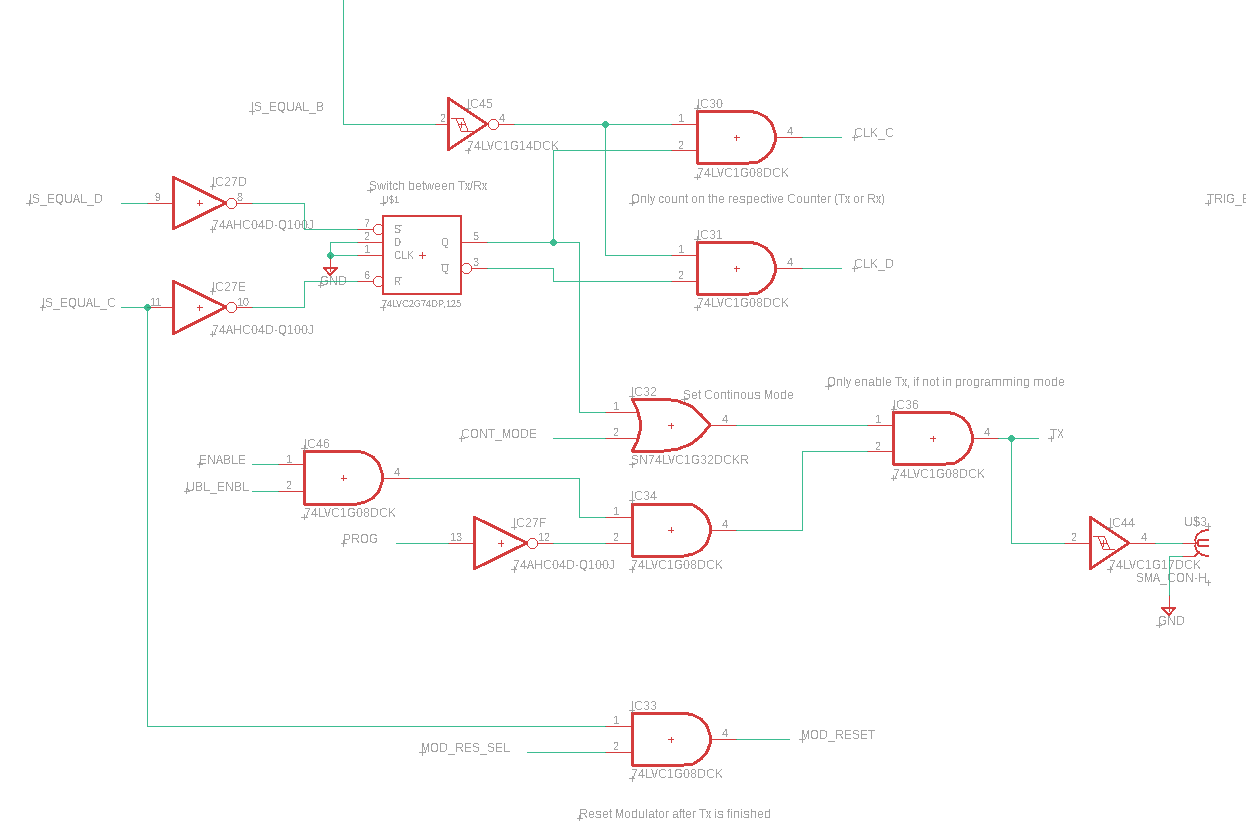 IS_EQUAL_B
IC45
2
4
74LVC1G14DCK
IC30
1
2
4
74LVC1G08DCK
CLK_C
IS_EQUAL_D
9
IC27D
8
74AHC04D-Q100J
Switch between Tx/Rx
U$1
7
2
1
6
S
D
CLK
R
Q
Q
5
3
74LVC2G74DP,125
GND
Only count on the respective Counter (Tx or Rx)
TRIG_
IC31
1
2
4
74LVC1G08DCK
CLK_D
IS_EQUAL_C
11
IC27E
10
74AHC04D-Q100J
IC32
Set Continous Mode
1
2
4
SN74LVC1G32DCKR
CONT_MODE
Only enable Tx, if not in programming mode
IC36
1
2
4
74LVC1G08DCK
TX
ENABLE
UBL_ENBL
IC46
1
2
4
74LVC1G08DCK
PROG
13
IC27F
12
74AHC04D-Q100J
IC34
1
2
4
74LVC1G08DCK
IC44
2
4
74LVC1G17DCK
U$3
SMA_CON-H
GND
IC33
1
2
4
74LVC1G08DCK
MOD_RES_SEL
MOD_RESET
Reset Modulator after Tx is finished